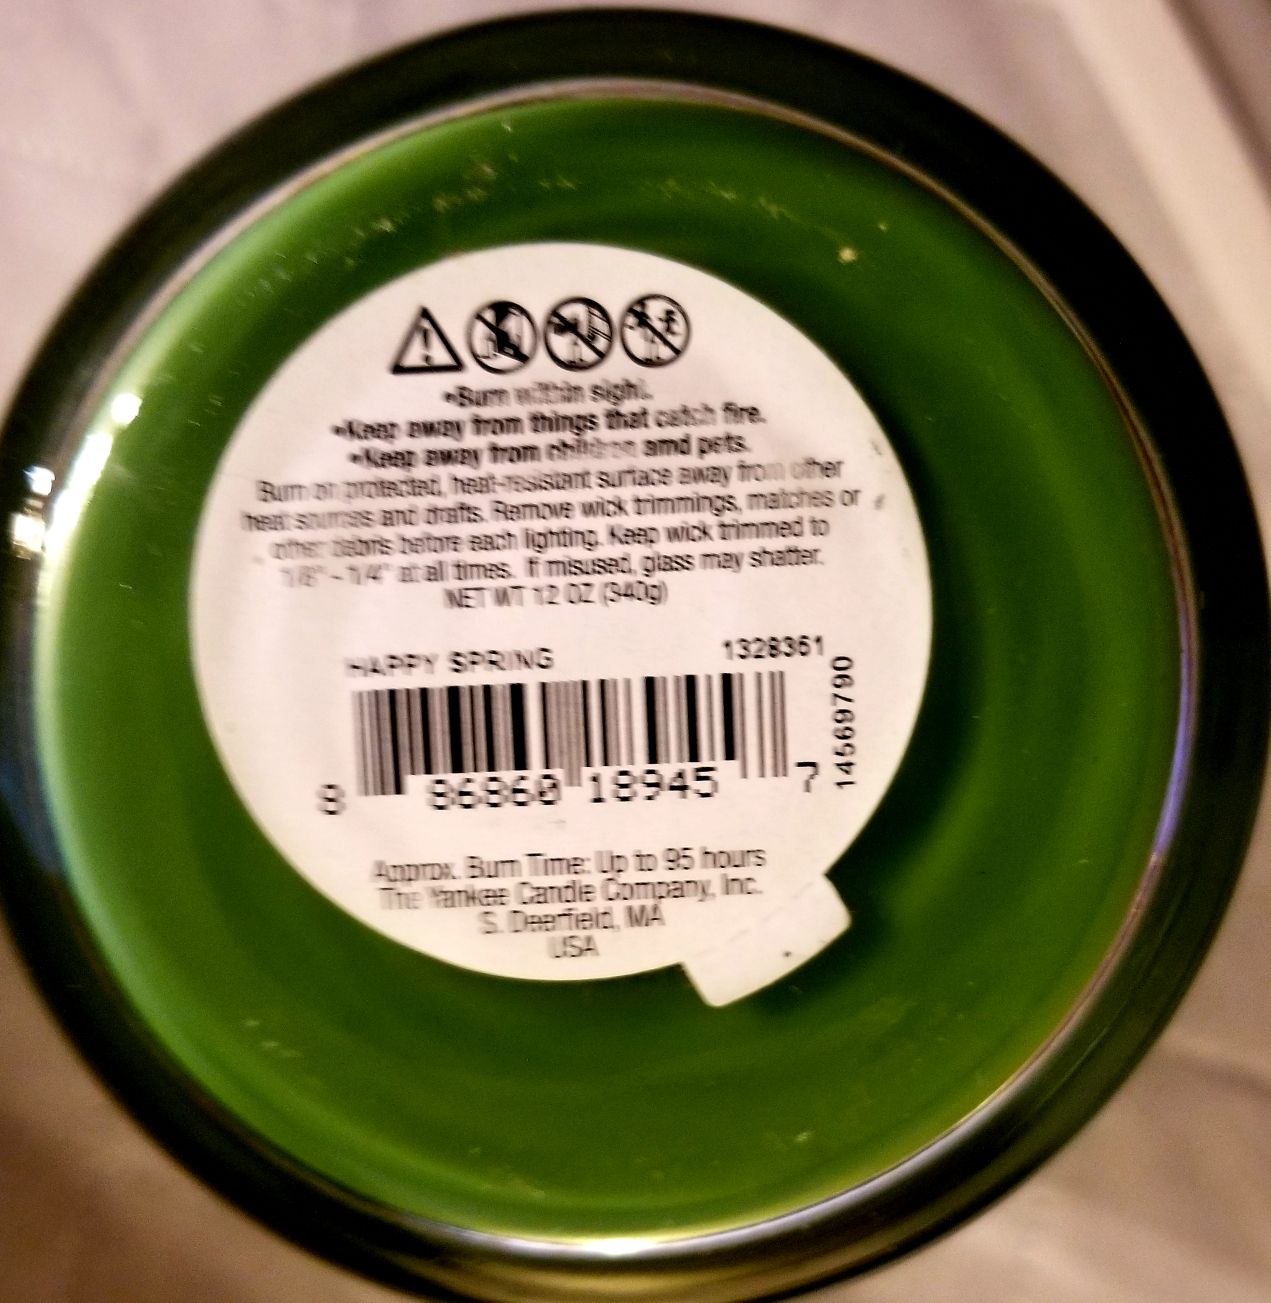 •Burn within sight.
•Keep away from things that catch fire.
•Keep away from children and pets.
Burn on protected, heat-resistant surface away from other
heat sources and drafts. Remove wick trimmings, matches or
other debris before each lighting. Keep wick trimmed to
1/8" - 1/4" at all times. If misused, glass may shatter.
NET WT 12 OZ (340g)
HAPPY SPRING 1328361
14569790
8 86860 18945 7
Approx. Burn Time: Up to 95 hours
The Yankee Candle Company, Inc.
S. Deerfield, MA
USA